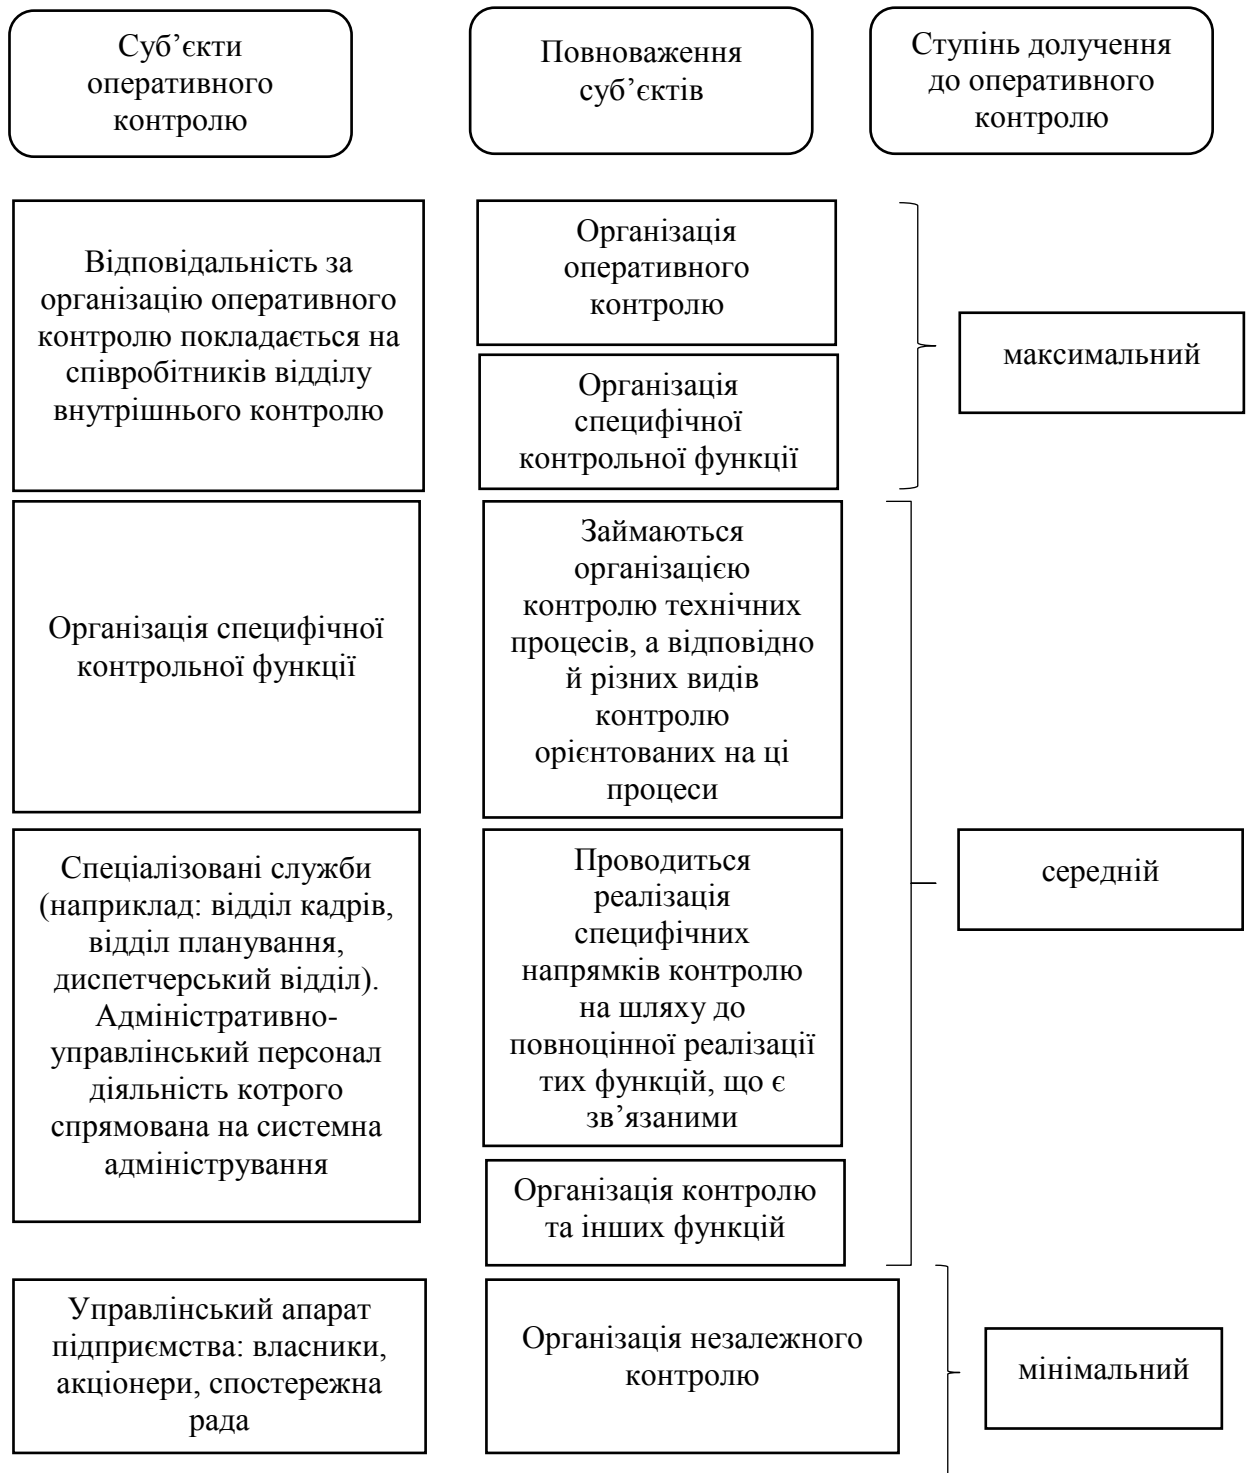 Суб’єкти
оперативного
контролю
Повноваження
суб’єктів
Ступінь долучення
до оперативного
контролю
Відповідальність за
організацію оперативного
контролю покладається на
співробітників відділу
внутрішнього контролю
Організація
оперативного
контролю
Організація
специфічної
контрольної функції
максимальний
Організація специфічної
контрольної функції
Займаються
організацією
контролю технічних
процесів, а відповідно
й різних видів
контролю
орієнтованих на ці
процеси
Спеціалізовані служби
(наприклад: відділ кадрів,
відділ планування,
диспетчерський відділ).
Адміністративно-
управлінський персонал
діяльність котрого
спрямована на системна
адміністрування
Проводиться
реалізація
специфічних
напрямків контролю
на шляху до
повноцінної реалізації
тих функцій, що є
зв’язаними
Організація контролю
та інших функцій
середній
Управлінський апарат
підприємства: власники,
акціонери, спостережна
рада
Організація незалежного
контролю
мінімальний